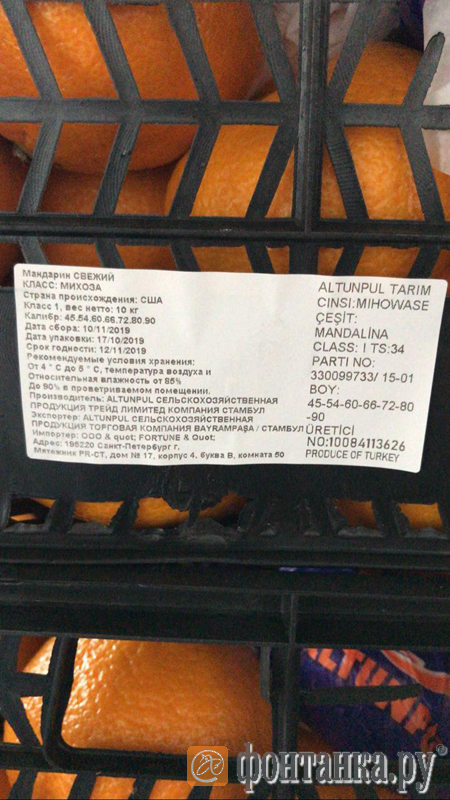 Мандарин СВЕЖИЙ
КЛАСС: МИХОЗА
Страна происхождения: США
Класс 1, вес нетто: 10 кг
Калибр: 45.54.60.66.72.80.90
Дата сбора: 10/11/2019
Дата упаковки: 17/10/2019
Срок годности: 12/11/2019
Рекомендуемые условия хранения:
От 4 ° С до 5 ° С, температура воздуха и
Относительная влажность от 85%
До 90% в проветриваемом помещении.
Производитель: ALTUNPUL СЕЛЬСКОХОЗЯЙСТВЕННАЯ
ПРОДУКЦИЯ ТРЕЙД ЛИМИТЕД КОМПАНИЯ СТАМБУЛ
Экспортер: ALTUNPUL СЕЛЬСКОХОЗЯЙСТВЕННАЯ
ПРОДУКЦИЯ ТОРГОВАЯ КОМПАНИЯ BAYRAMPAŞA / СТАМБУЛ
Импортер: ООО & quot; FORTUNE & Quot;
Адрес: 195220 Санкт-Петербург г.
Мятежник PR-CT, дом № 17, корпус 4, буква В, комната 50
ALTUNPUL TARIM
CINSI:MIHOWASE
ÇEŞİT:
MANDALİNA
CLASS: I TS:34
PARTI NO:
330099733/ 15-01
BOY:
45-54-60-66-72-80
-90
ÜRETİCİ
NO:10084113626
PRODUCE OF TURKEY
ALTUNPUL
фонтанка.ру